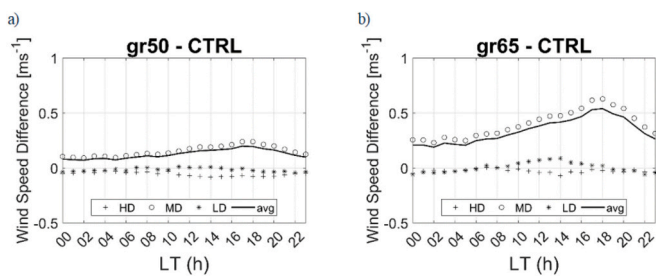 a)
gr50 - CTRL
Wind Speed Difference [ms⁻¹]
1
0.5
0
-0.5
+ HD ○ MD * LD — avg
00 02 04 06 08 10 12 14 16 18 20 22
LT (h)
b)
gr65 - CTRL
Wind Speed Difference [ms⁻¹]
1
0.5
0
-0.5
+ HD ○ MD * LD — avg
00 02 04 06 08 10 12 14 16 18 20 22
LT (h)